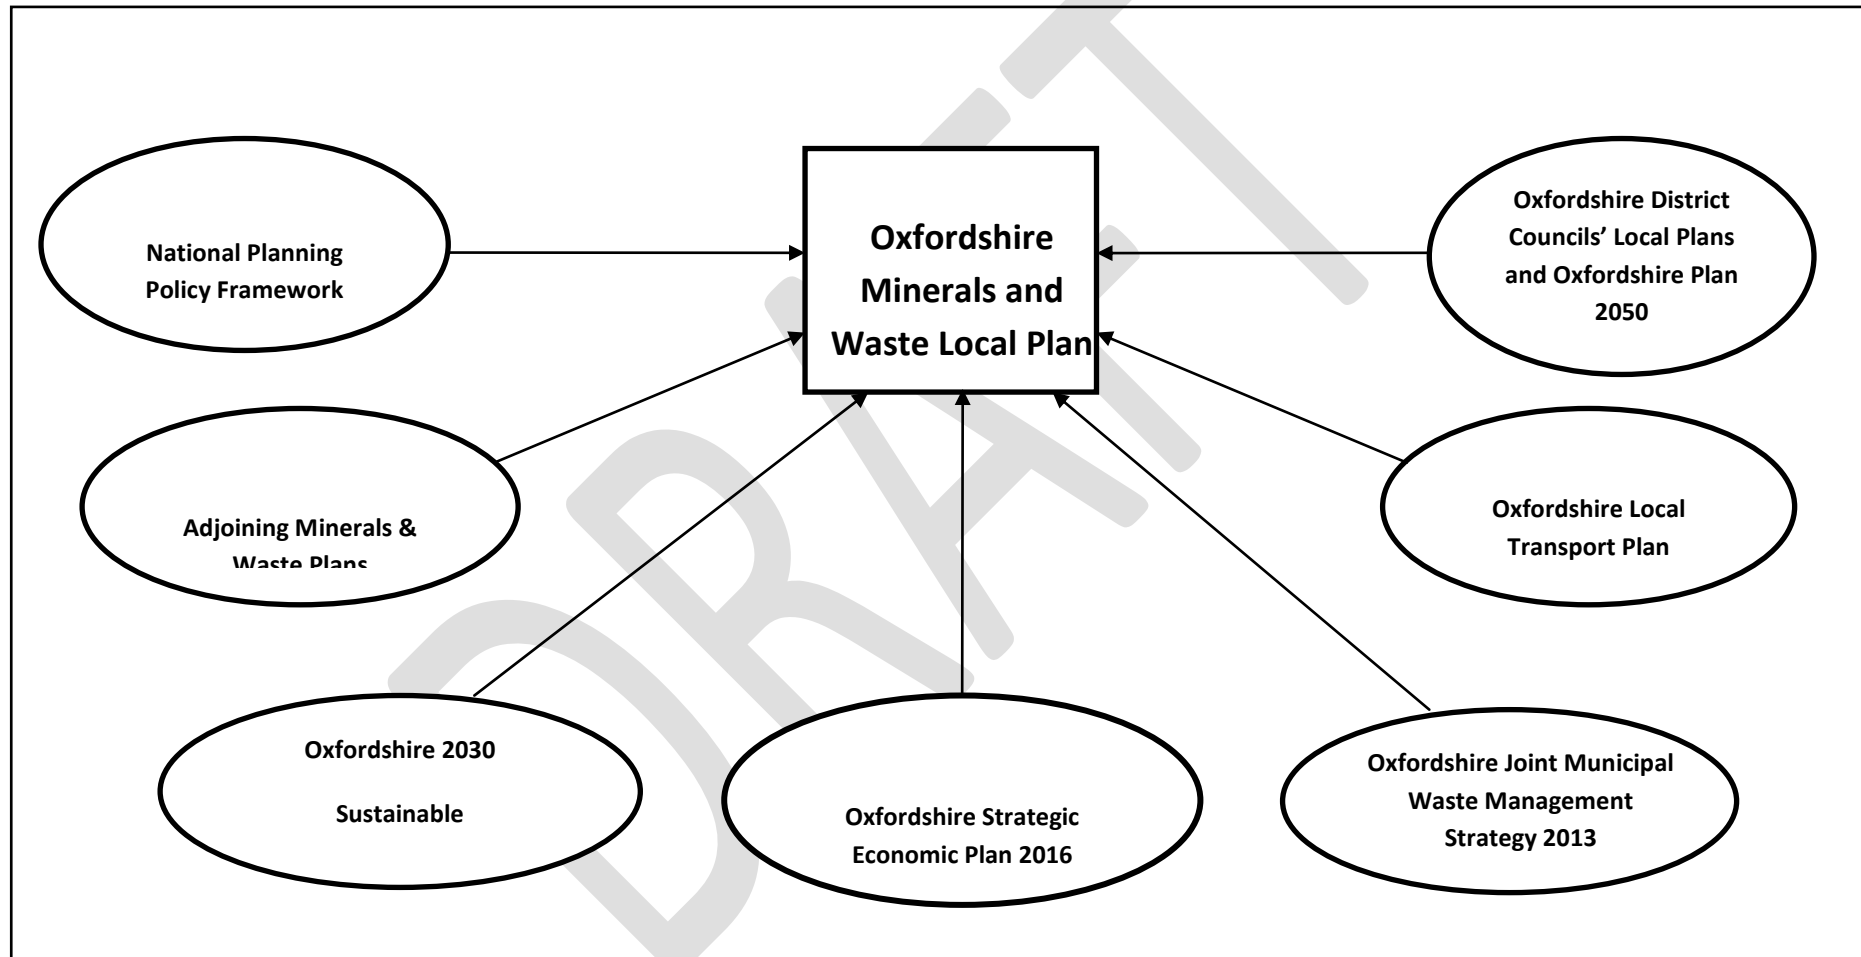 DRAFT
Oxfordshire
Minerals and
Waste Local Plan
National Planning
Policy Framework
Oxfordshire District
Councils’ Local Plans
and Oxfordshire Plan
2050
Adjoining Minerals &
Waste Plans
Oxfordshire Local
Transport Plan
Oxfordshire 2030
Sustainable
Oxfordshire Strategic
Economic Plan 2016
Oxfordshire Joint Municipal
Waste Management
Strategy 2013